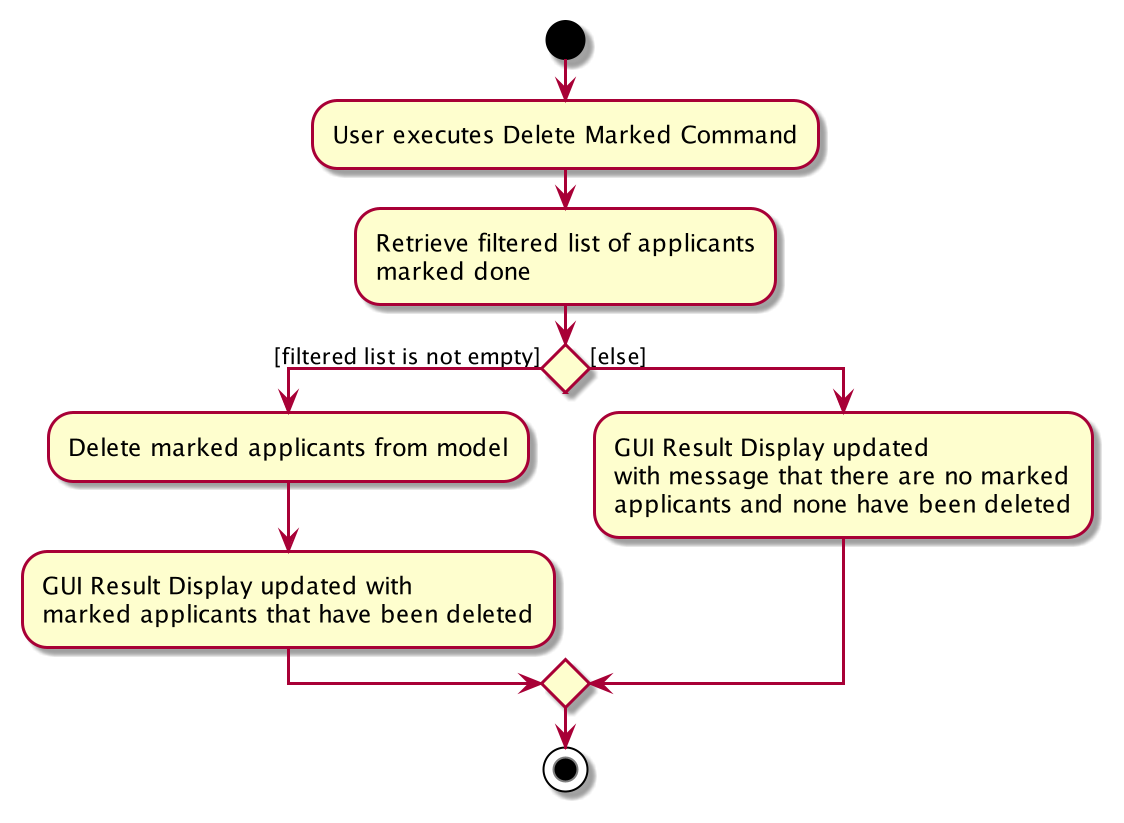 User executes Delete Marked Command
Retrieve filtered list of applicants
marked done
[filtered list is not empty]
[else]
Delete marked applicants from model
GUI Result Display updated
with message that there are no marked
applicants and none have been deleted
GUI Result Display updated with
marked applicants that have been deleted